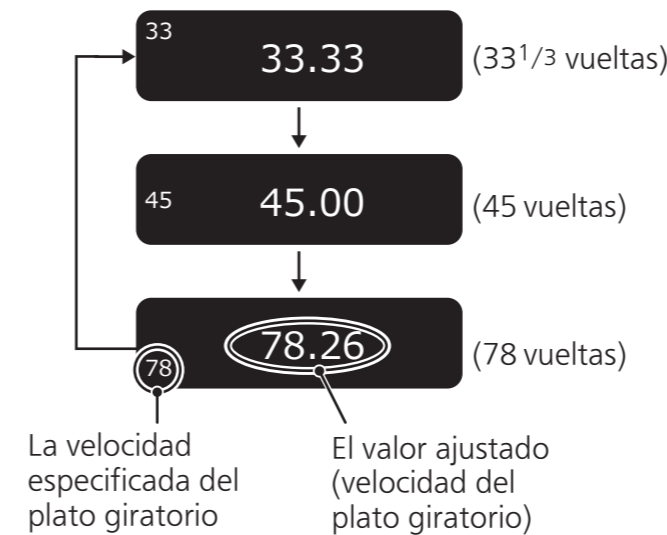 33
33.33
(33 1/3 vueltas)
45
45.00
(45 vueltas)
78.26
78
(78 vueltas)
La velocidad
especificada del
plato giratorio
El valor ajustado
(velocidad del
plato giratorio)